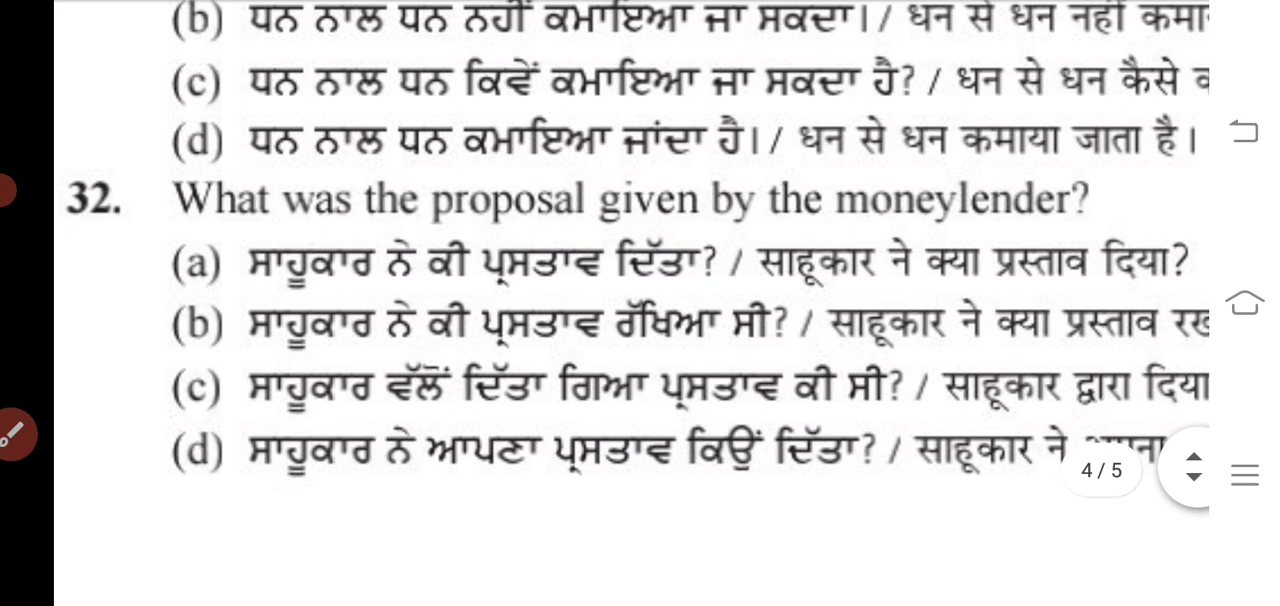 (b) ਧਨ ਨਾਲ ਧਨ ਨਹੀਂ ਕਮਾਇਆ ਜਾ ਸਕਦਾ। / धन से धन नहीं कमा
(c) ਧਨ ਨਾਲ ਧਨ ਕਿਵੇਂ ਕਮਾਇਆ ਜਾ ਸਕਦਾ ਹੈ? / धन से धन कैसे
(d) ਧਨ ਨਾਲ ਧਨ ਕਮਾਇਆ ਜਾਂਦਾ ਹੈ। / धन से धन कमाया जाता है।
32. What was the proposal given by the moneylender?
(a) ਸਾਹੂਕਾਰ ਨੇ ਕੀ ਪ੍ਰਸਤਾਵ ਦਿੱਤਾ? / साहूकार ने क्या प्रस्ताव दिया?
(b) ਸਾਹੂਕਾਰ ਨੇ ਕੀ ਪ੍ਰਸਤਾਵ ਰੱਖਿਆ ਸੀ? / साहूकार ने क्या प्रस्ताव
(c) ਸਾਹੂਕਾਰ ਵੱਲੋਂ ਦਿੱਤਾ ਗਿਆ ਪ੍ਰਸਤਾਵ ਕੀ ਸੀ? / साहूकार द्वारा दिया
(d) ਸਾਹੂਕਾਰ ਨੇ ਆਪਣਾ ਪ੍ਰਸਤਾਵ ਕਿਉਂ ਦਿੱਤਾ? / साहूकार ने
4 / 5